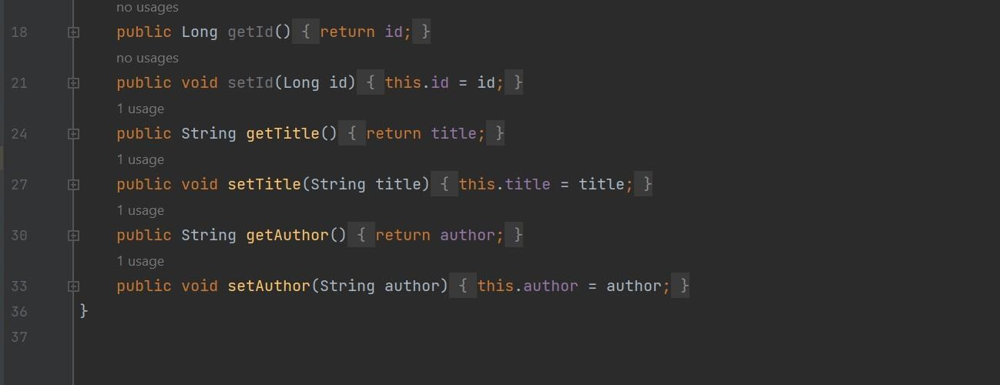 no usages
18 public Long getId() { return id; }
no usages
21 public void setId(Long id) { this.id = id; }
1 usage
24 public String getTitle() { return title; }
1 usage
27 public void setTitle(String title) { this.title = title; }
1 usage
30 public String getAuthor() { return author; }
1 usage
33 public void setAuthor(String author) { this.author = author; }
36 }
37